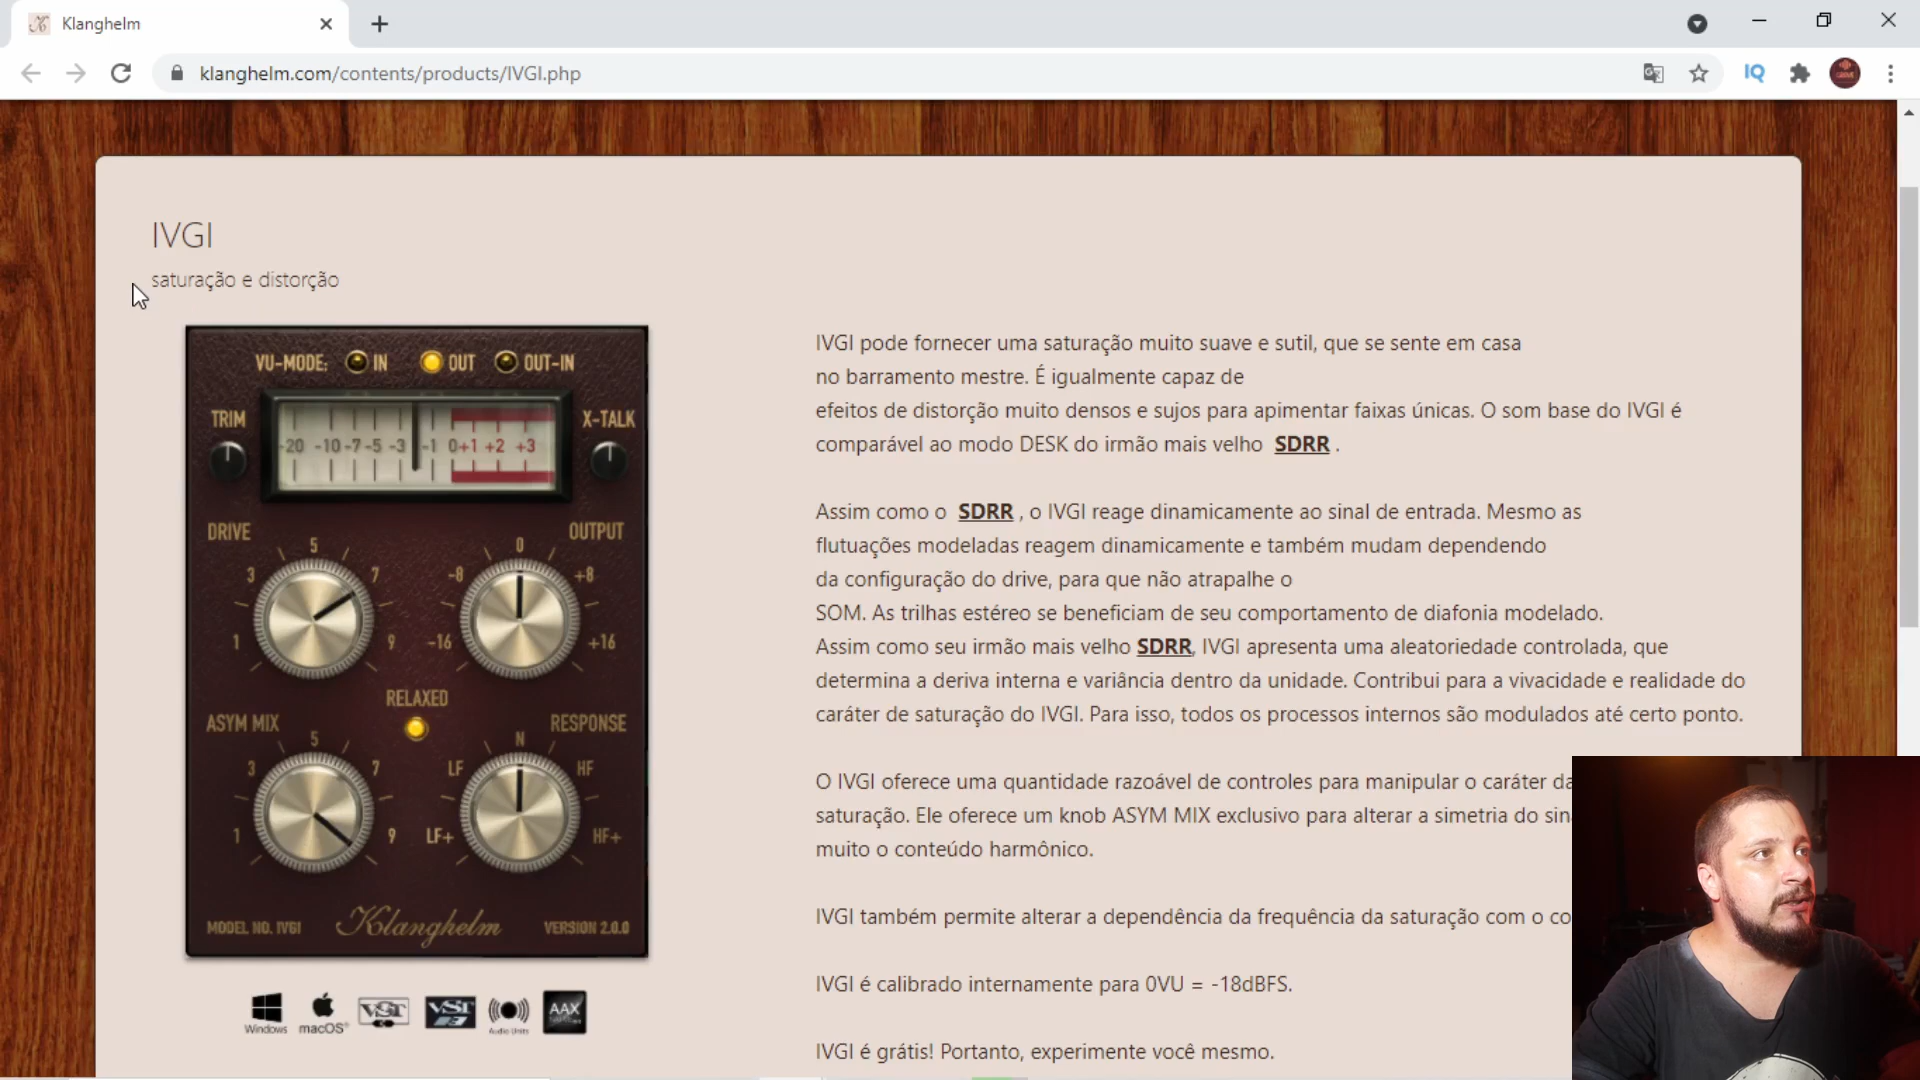 Klanghelm
klanghelm.com/contents/products/IVGI.php
IQ
IVGI
saturação e distorção
VU-MODE: IN OUT OUT-IN
TRIM
X-TALK
-20 -10 -7 -5 -3 -1 0 +1 +2 +3
DRIVE
OUTPUT
5
3 7
1 9
0
-8 +8
-16 +16
RELAXED
ASYM MIX
RESPONSE
5
3 7
1 9
N
LF HF
LF+ HF+
MODEL NO. IVGI
Klanghelm
VERSION 2.0.0
Windows
macOS
VST
VST3
Audio Units
AAX
IVGI pode fornecer uma saturação muito suave e sutil, que se sente em casa
no barramento mestre. É igualmente capaz de
efeitos de distorção muito densos e sujos para apimentar faixas únicas. O som base do IVGI é
comparável ao modo DESK do irmão mais velho SDRR .
Assim como o SDRR , o IVGI reage dinamicamente ao sinal de entrada. Mesmo as
flutuações modeladas reagem dinamicamente e também mudam dependendo
da configuração do drive, para que não atrapalhe o
SOM. As trilhas estéreo se beneficiam de seu comportamento de diafonia modelado.
Assim como seu irmão mais velho SDRR, IVGI apresenta uma aleatoriedade controlada, que
determina a deriva interna e variância dentro da unidade. Contribui para a vivacidade e realidade do
caráter de saturação do IVGI. Para isso, todos os processos internos são modulados até certo ponto.
O IVGI oferece uma quantidade razoável de controles para manipular o caráter da
saturação. Ele oferece um knob ASYM MIX exclusivo para alterar a simetria do
muito o conteúdo harmônico.
IVGI também permite alterar a dependência da frequência da saturação com o
IVGI é calibrado internamente para 0VU = -18dBFS.
IVGI é grátis! Portanto, experimente você mesmo.